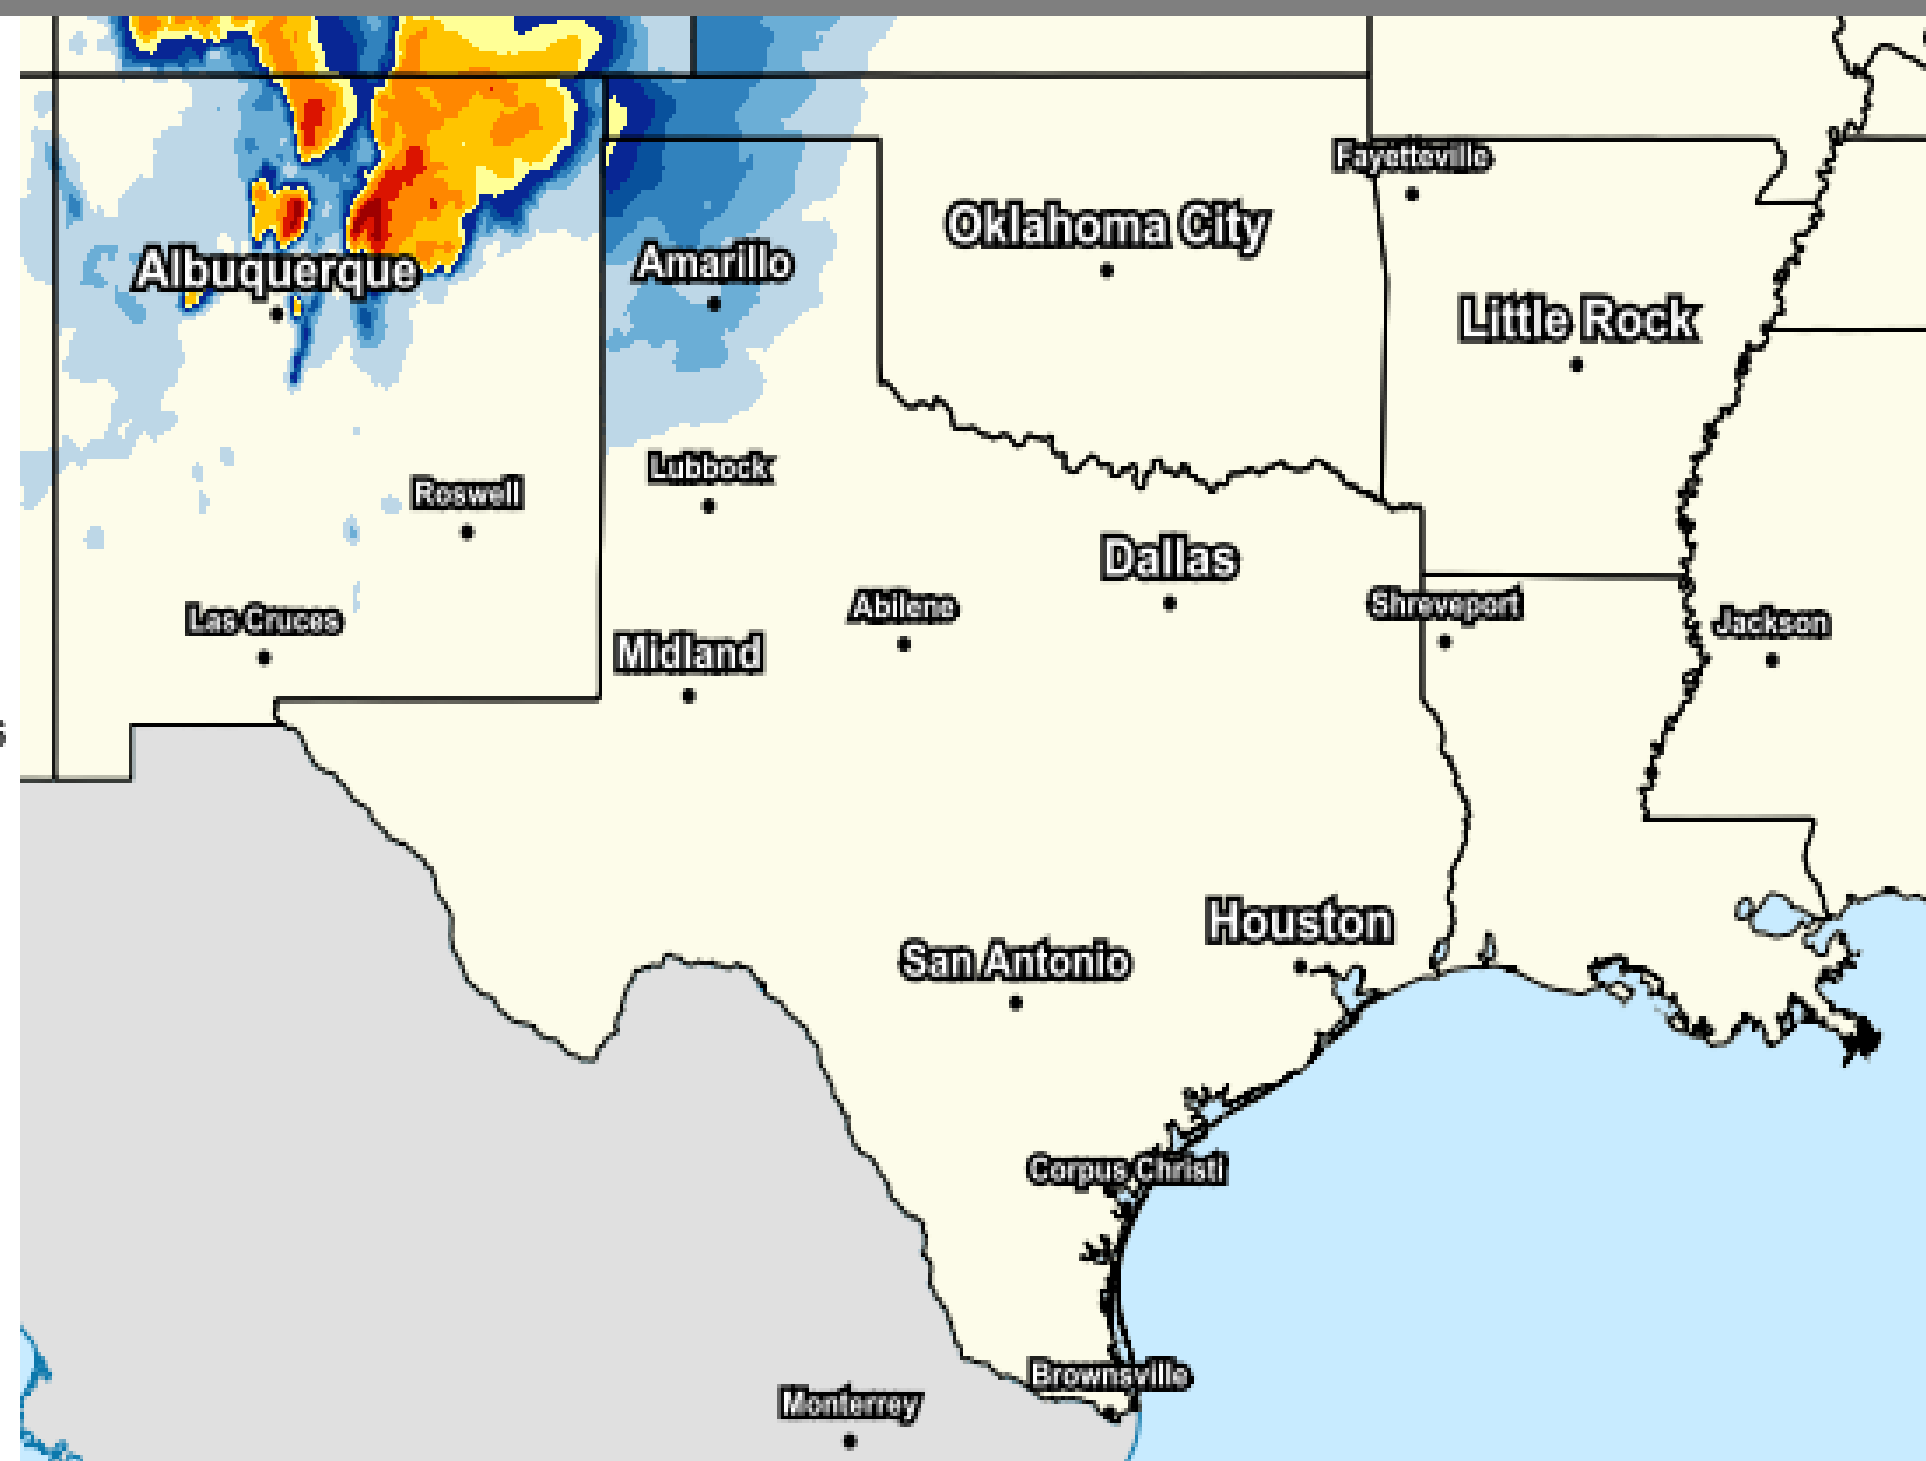 Fayetteville
Oklahoma City
Albuquerque
Amarillo
Little Rock
Lubbock
Roswell
Dallas
Abilene
Shreveport
Las Cruces
Jackson
Midland
Houston
San Antonio
Corpus Christi
Brownsville
Monterrey